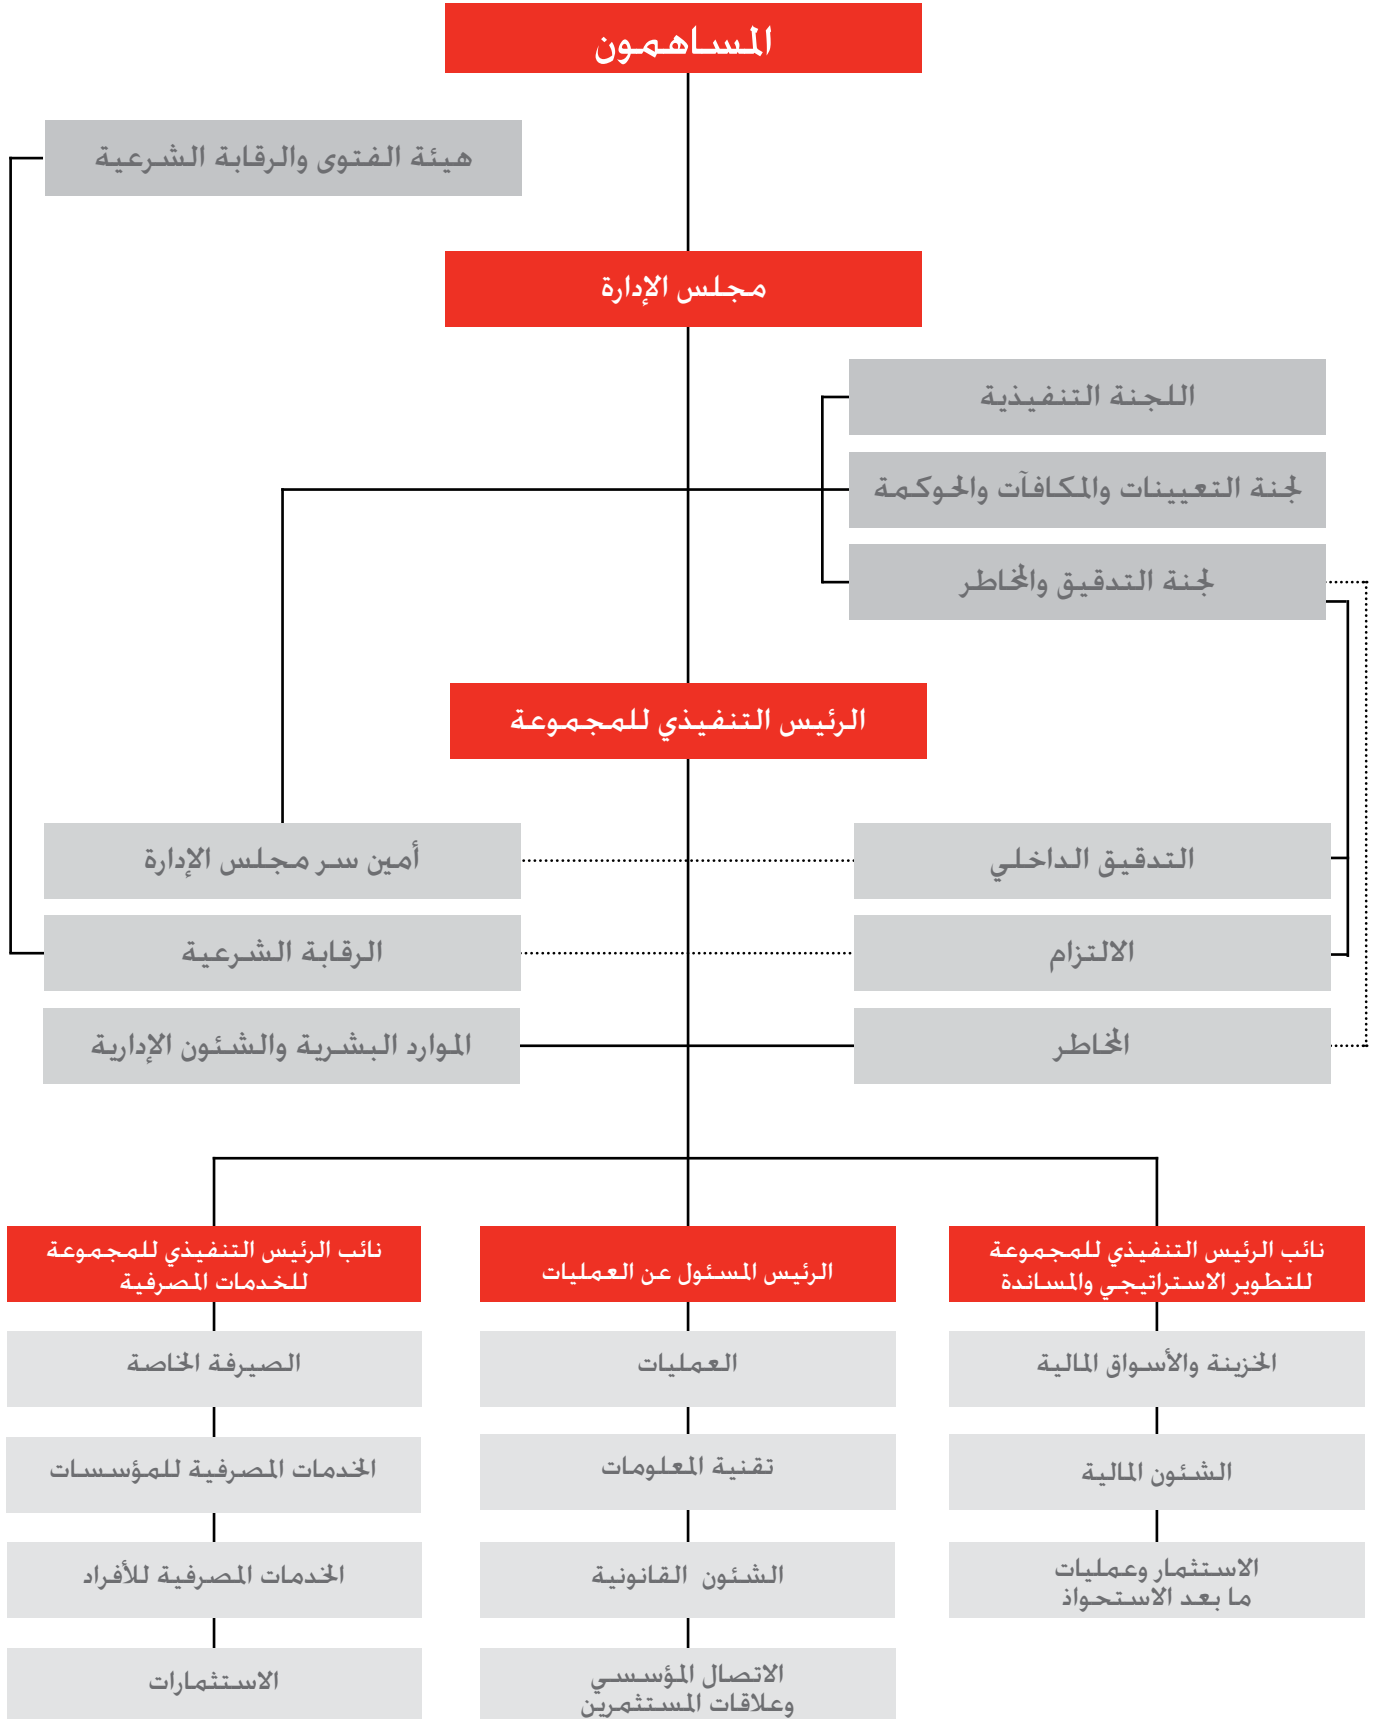 المساهمون
هيئة الفتوى والرقابة الشرعية
مجلس الإدارة
اللجنة التنفيذية
لجنة التعيينات والمكافآت والحوكمة
لجنة التدقيق والمخاطر
الرئيس التنفيذي للمجموعة
التدقيق الداخلي
أمين سر مجلس الإدارة
الالتزام
الرقابة الشرعية
المخاطر
الموارد البشرية والشئون الإدارية
نائب الرئيس التنفيذي للمجموعة
للتطوير الاستراتيجي والمساندة
الخزينة والأسواق المالية
الشئون المالية
الاستثمار وعمليات
ما بعد الاستحواذ
الرئيس المسئول عن العمليات
العمليات
تقنية المعلومات
الشئون القانونية
الاتصال المؤسسي
وعلاقات المستثمرين
نائب الرئيس التنفيذي للمجموعة
للخدمات المصرفية
الصيرفة الخاصة
الخدمات المصرفية للمؤسسات
الخدمات المصرفية للأفراد
الاستثمارات